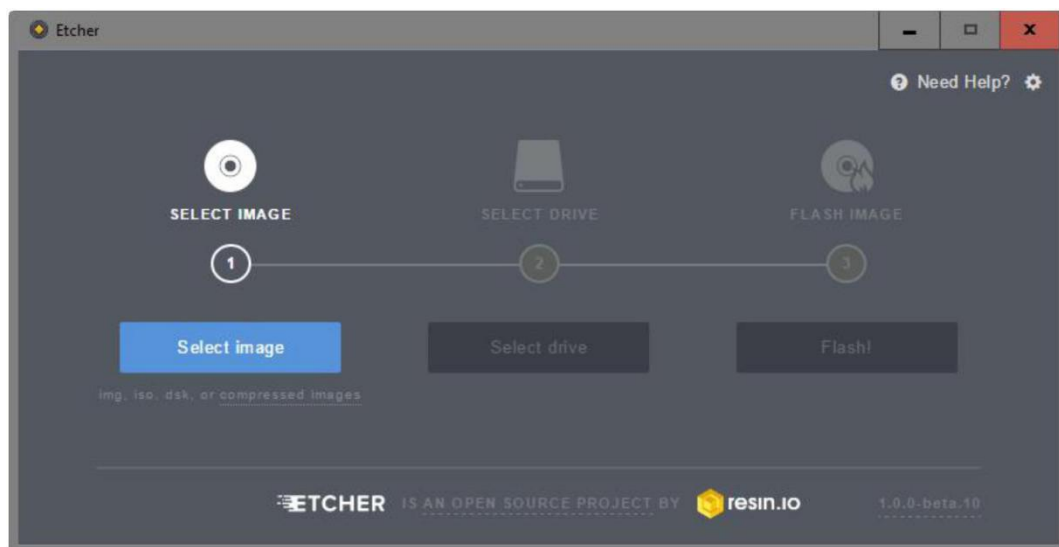 Etcher
Need Help?
SELECT IMAGE
SELECT DRIVE
FLASH IMAGE
1
2
3
Select image
Select drive
Flash!
img, iso, dsk, or compressed images
ETCHER IS AN OPEN SOURCE PROJECT BY resin.io 1.0.0-beta.10